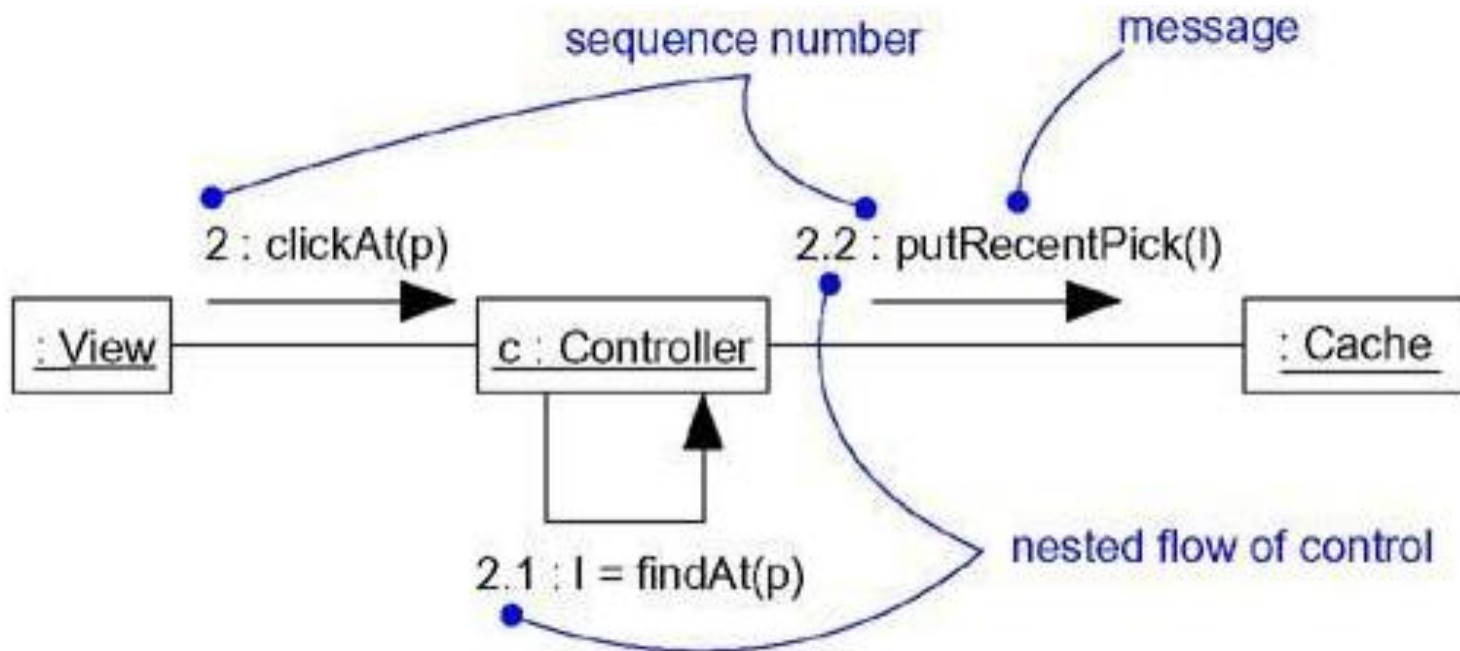 sequence number
message
2 : clickAt(p)
2.2 : putRecentPick(l)
: View
c : Controller
: Cache
2.1 : l = findAt(p)
nested flow of control